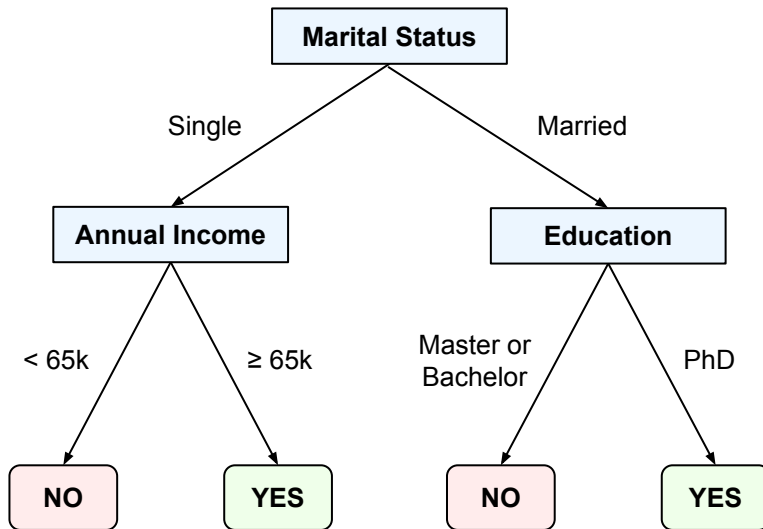 Marital Status
Single
Married
Annual Income
Education
< 65k
≥ 65k
Master or
Bachelor
PhD
NO
YES
NO
YES